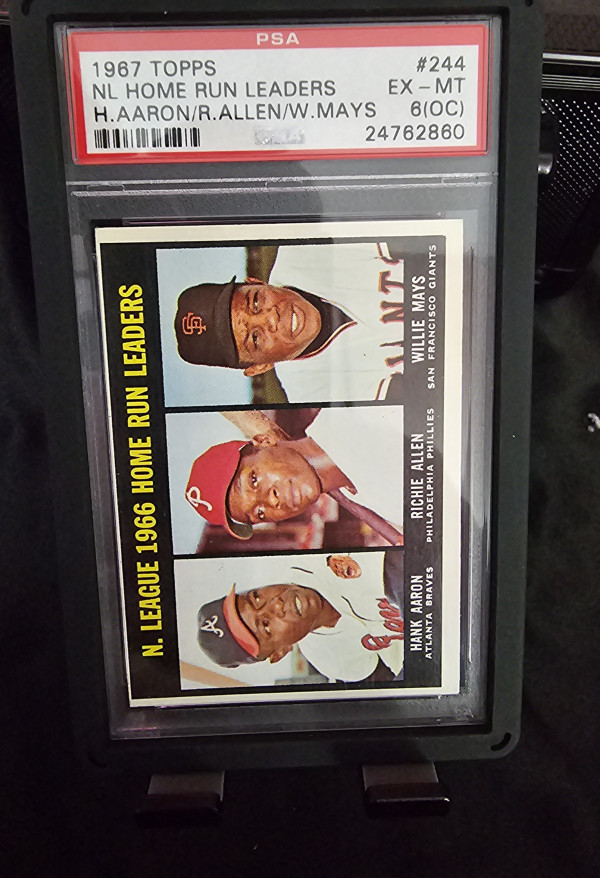 PSA
1967 TOPPS #244
NL HOME RUN LEADERS EX - MT
H.AARON/R.ALLEN/W.MAYS 6(OC)
24762860
N. LEAGUE 1966 HOME RUN LEADERS
SF
P
A
HANK AARON
ATLANTA BRAVES
RICHIE ALLEN
PHILADELPHIA PHILLIES
WILLIE MAYS
SAN FRANCISCO GIANTS